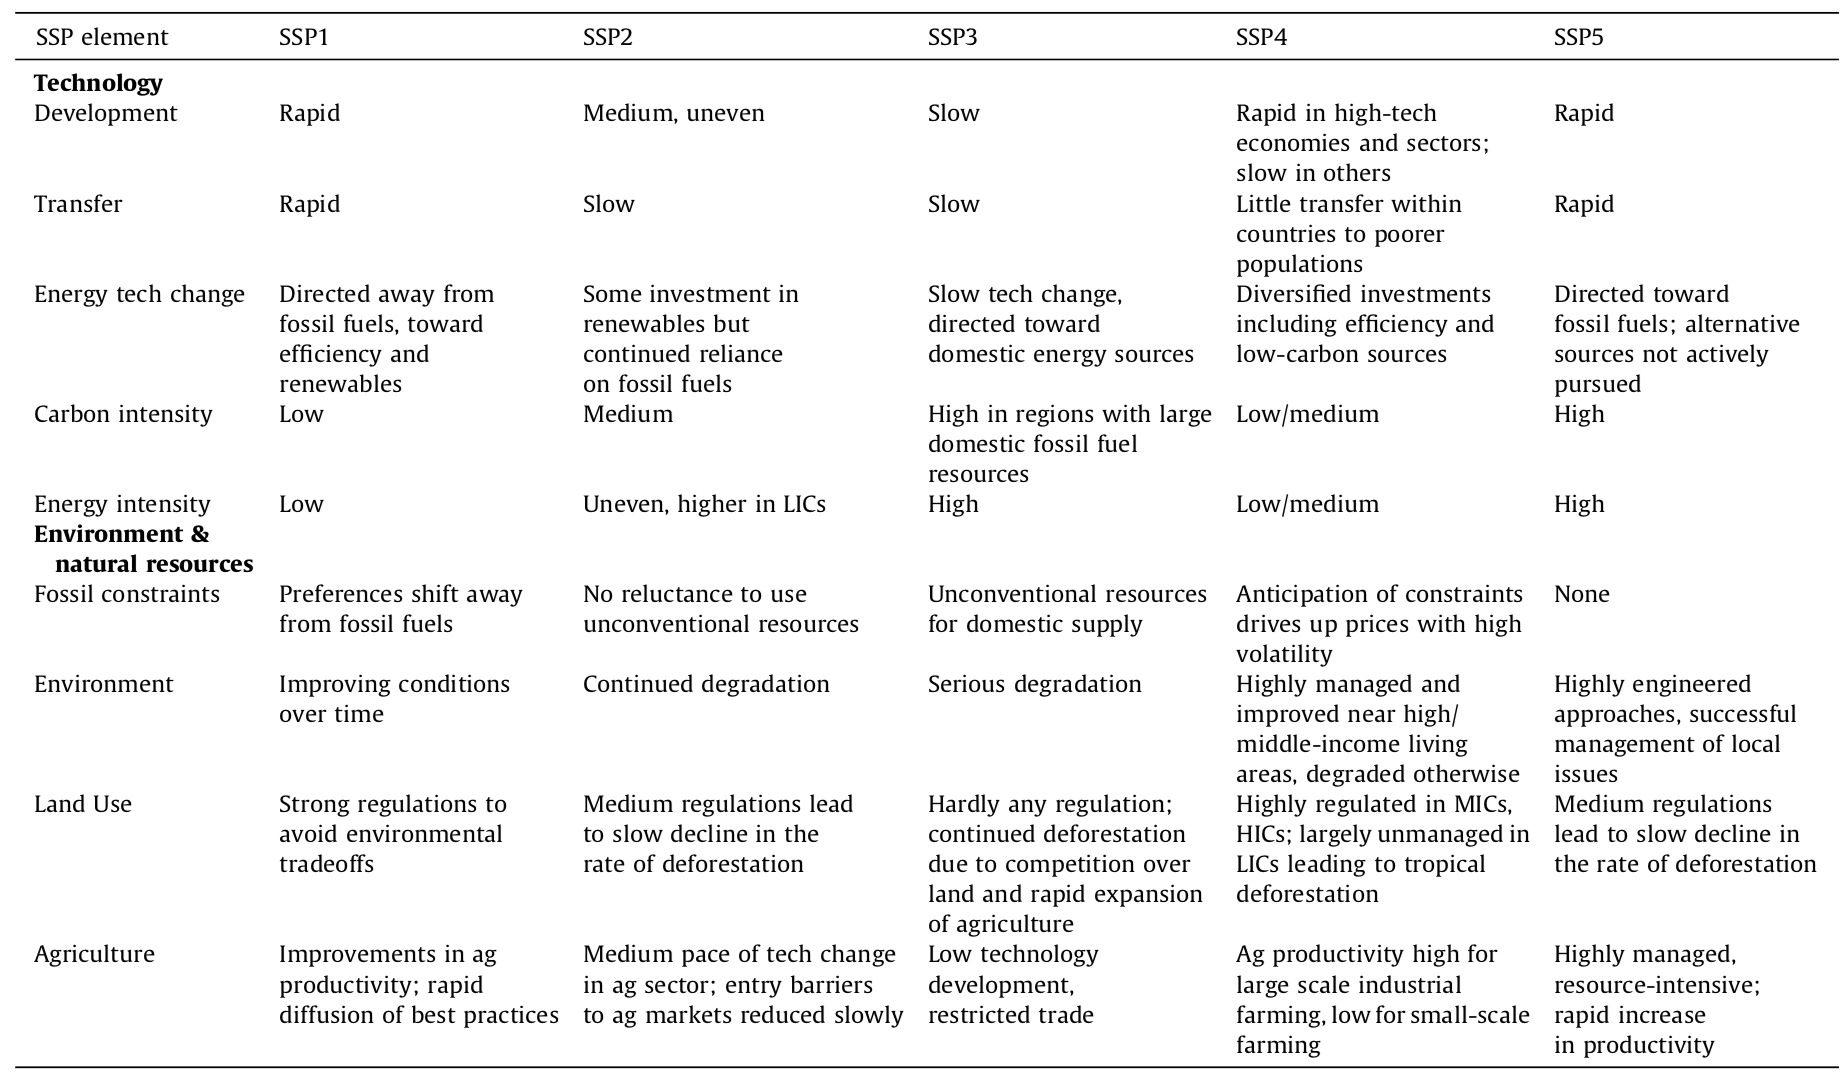 SSP element SSP1 SSP2 SSP3 SSP4 SSP5
Technology
Development Rapid Medium, uneven Slow Rapid in high-tech Rapid
economies and sectors;
slow in others
Transfer Rapid Slow Slow Little transfer within Rapid
countries to poorer
populations
Energy tech change Directed away from Some investment in Slow tech change, Diversified investments Directed toward
fossil fuels, toward renewables but directed toward including efficiency and fossil fuels; alternative
efficiency and continued reliance domestic energy sources low-carbon sources sources not actively
renewables on fossil fuels pursued
Carbon intensity Low Medium High in regions with large Low/medium High
domestic fossil fuel
resources
Energy intensity Low Uneven, higher in LICs High Low/medium High
Environment &
natural resources
Fossil constraints Preferences shift away No reluctance to use Unconventional resources Anticipation of constraints None
from fossil fuels unconventional resources for domestic supply drives up prices with high
volatility
Environment Improving conditions Continued degradation Serious degradation Highly managed and Highly engineered
over time improved near high/ approaches, successful
middle-income living management of local
areas, degraded otherwise issues
Land Use Strong regulations to Medium regulations lead Hardly any regulation; Highly regulated in MICs, Medium regulations
avoid environmental to slow decline in the continued deforestation HICs; largely unmanaged in lead to slow decline in
tradeoffs rate of deforestation due to competition over LICs leading to tropical the rate of deforestation
land and rapid expansion deforestation
of agriculture
Agriculture Improvements in ag Medium pace of tech change Low technology Ag productivity high for Highly managed,
productivity; rapid in ag sector; entry barriers development, large scale industrial resource-intensive;
diffusion of best practices to ag markets reduced slowly restricted trade farming, low for small-scale rapid increase
farming in productivity